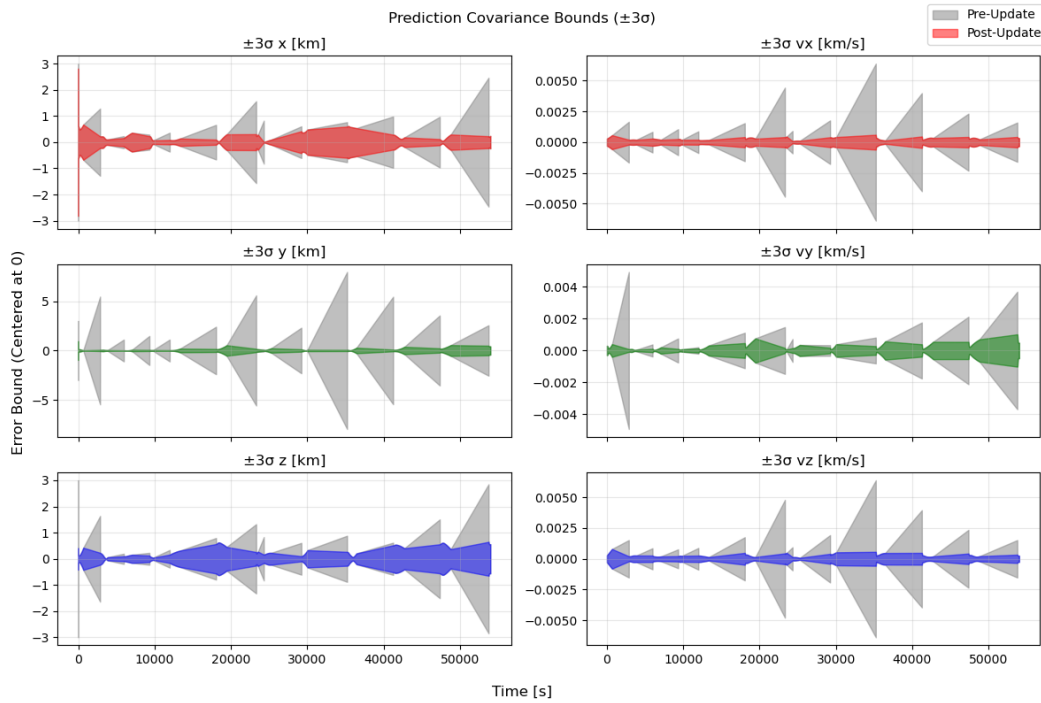 Prediction Covariance Bounds (±3σ)
Pre-Update
Post-Update
±3σ x [km]
3
2
1
0
−1
−2
−3
±3σ vx [km/s]
0.0050
0.0025
0.0000
−0.0025
−0.0050
Error Bound (Centered at 0)
±3σ y [km]
5
0
−5
±3σ vy [km/s]
0.004
0.002
0.000
−0.002
−0.004
±3σ z [km]
3
2
1
0
−1
−2
−3
0 10000 20000 30000 40000 50000
±3σ vz [km/s]
0.0050
0.0025
0.0000
−0.0025
−0.0050
0 10000 20000 30000 40000 50000
Time [s]